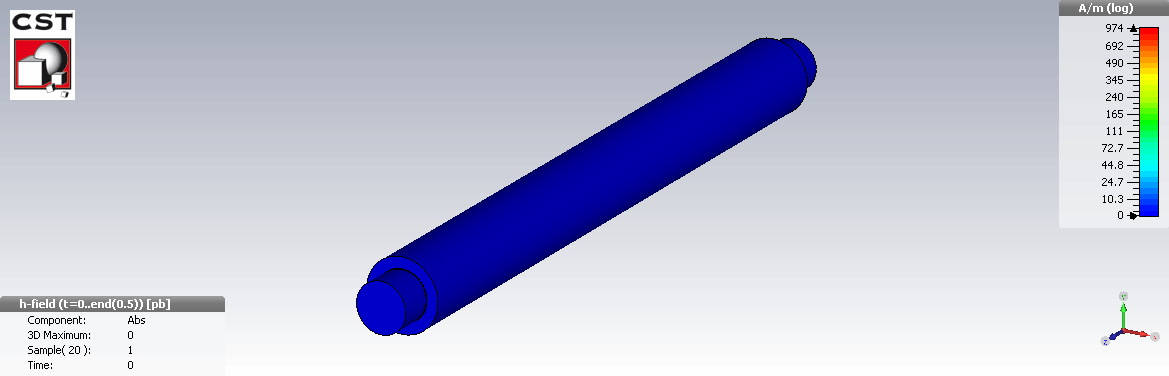 CST
A/m (log)
974
692
490
345
240
165
111
72.7
44.8
24.7
10.3
0
h-field (t=0..end(0.5)) [pb]
Component: Abs
3D Maximum: 0
Sample( 20 ): 1
Time: 0